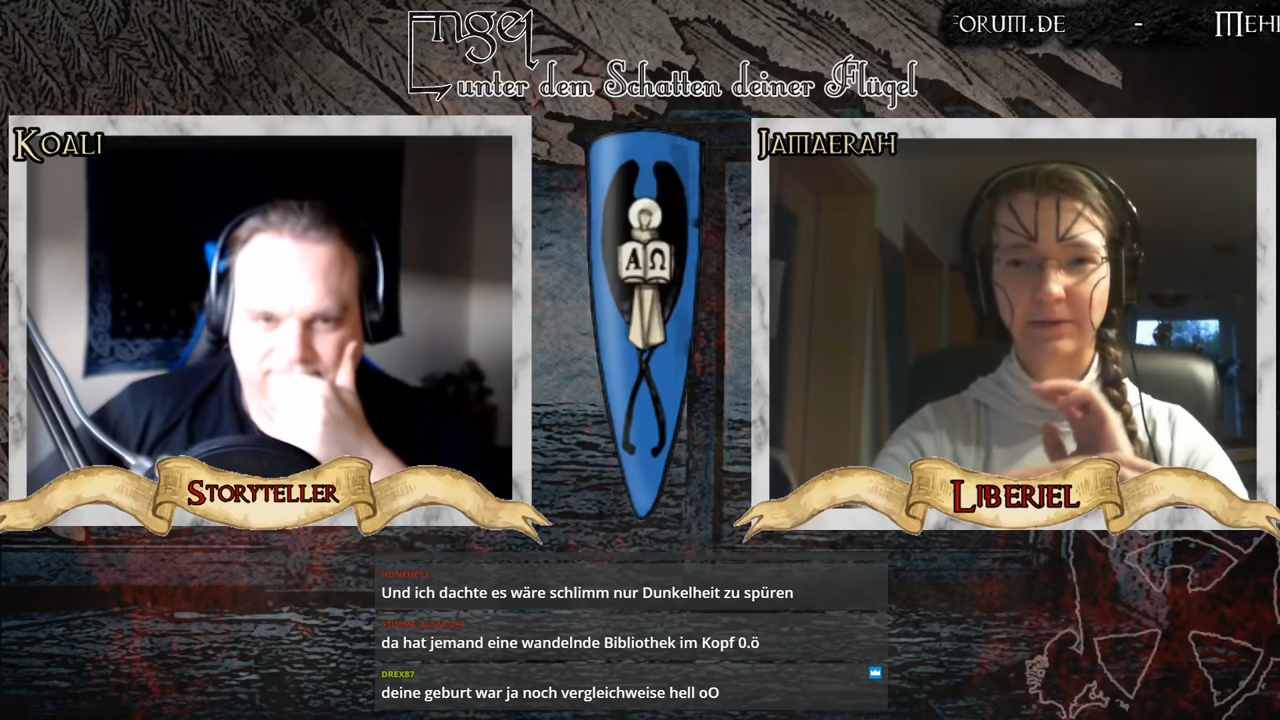 Engel
unter dem Schatten deiner Flügel
FORUM.DE - MEH
KOALI
JAMAERAH
A Ω
STORYTELLER
LIBERIEL
Und ich dachte es wäre schlimm nur Dunkelheit zu spüren
da hat jemand eine wandelnde Bibliothek im Kopf 0.ö
DREX87
deine geburt war ja noch vergleichweise hell oO